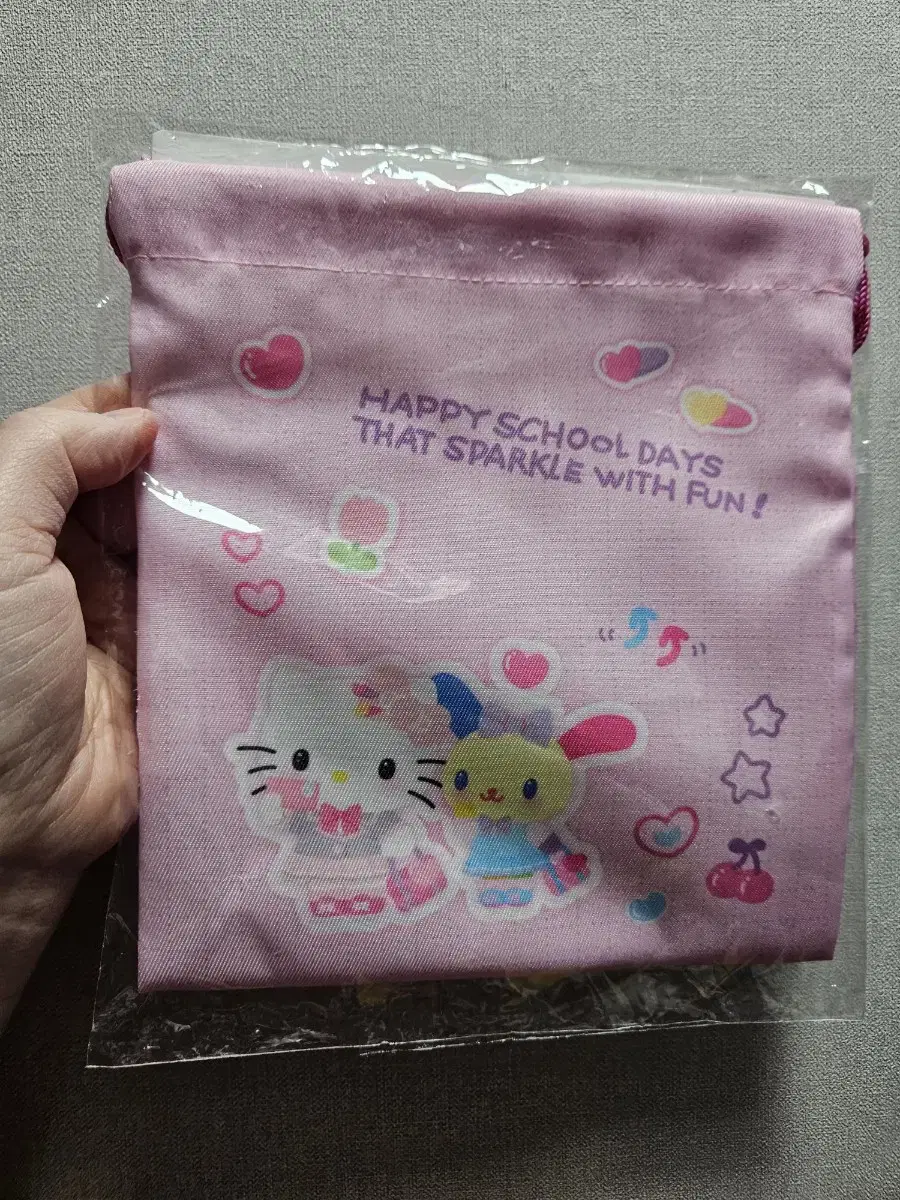 HAPPY SCHOOL DAYS
THAT SPARKLE WITH FUN!